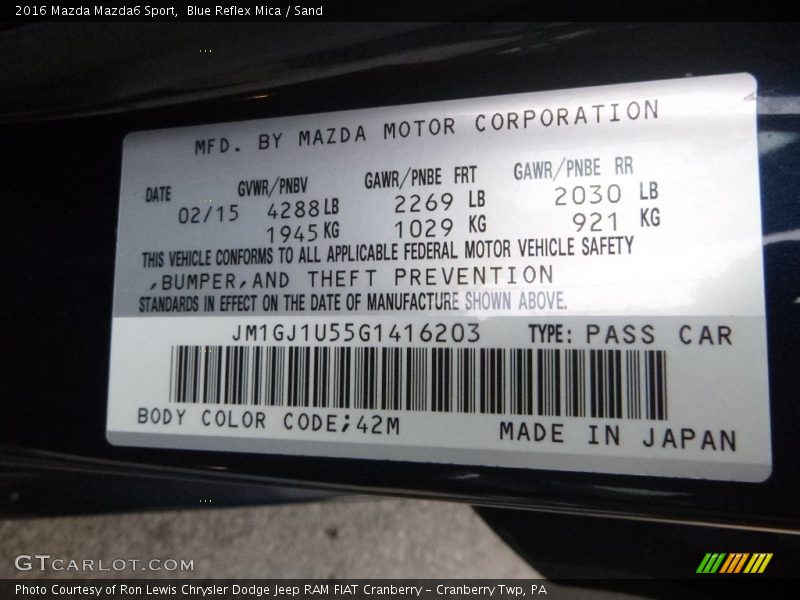 2016 Mazda Mazda6 Sport,  Blue Reflex Mica / Sand
...
MFD. BY MAZDA MOTOR CORPORATION
DATE GVWR/PNBV GAWR/PNBE FRT GAWR/PNBE RR
02/15 4288 LB 2269 LB 2030 LB
1945 KG 1029 KG 921 KG
THIS VEHICLE CONFORMS TO ALL APPLICABLE FEDERAL MOTOR VEHICLE SAFETY
,BUMPER,AND THEFT PREVENTION
STANDARDS IN EFFECT ON THE DATE OF MANUFACTURE SHOWN ABOVE.
JM1GJ1U55G1416203 TYPE: PASS CAR
BODY COLOR CODE;42M MADE IN JAPAN
...
GTCARLOT.COM
Photo Courtesy of Ron Lewis Chrysler Dodge Jeep RAM FIAT Cranberry – Cranberry Twp, PA